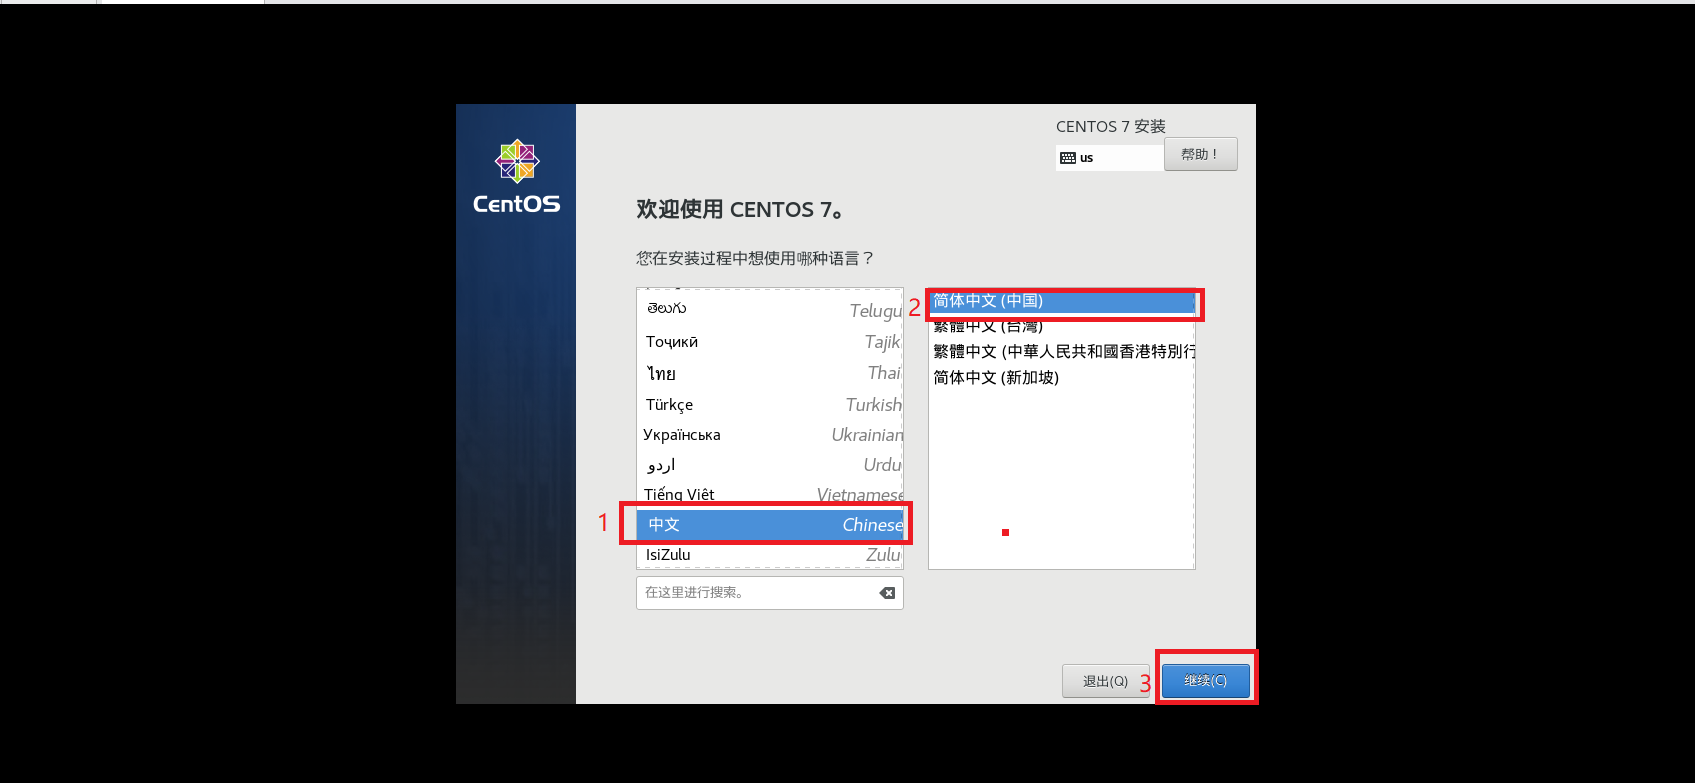 CentOS
CENTOS 7 安装
us
帮助！
欢迎使用 CENTOS 7。
您在安装过程中想使用哪种语言？
తెలుగు Telugu
Тоҷикӣ Tajik
ไทย Thai
Türkçe Turkish
Українська Ukrainian
اردو Urdu
Tiếng Việt Vietnamese
1 中文 Chinese
IsiZulu Zulu
在这里进行搜索。
2 简体中文 (中国)
繁體中文 (台灣)
繁體中文 (中華人民共和國香港特別行
简体中文 (新加坡)
退出(Q)
3 继续(C)